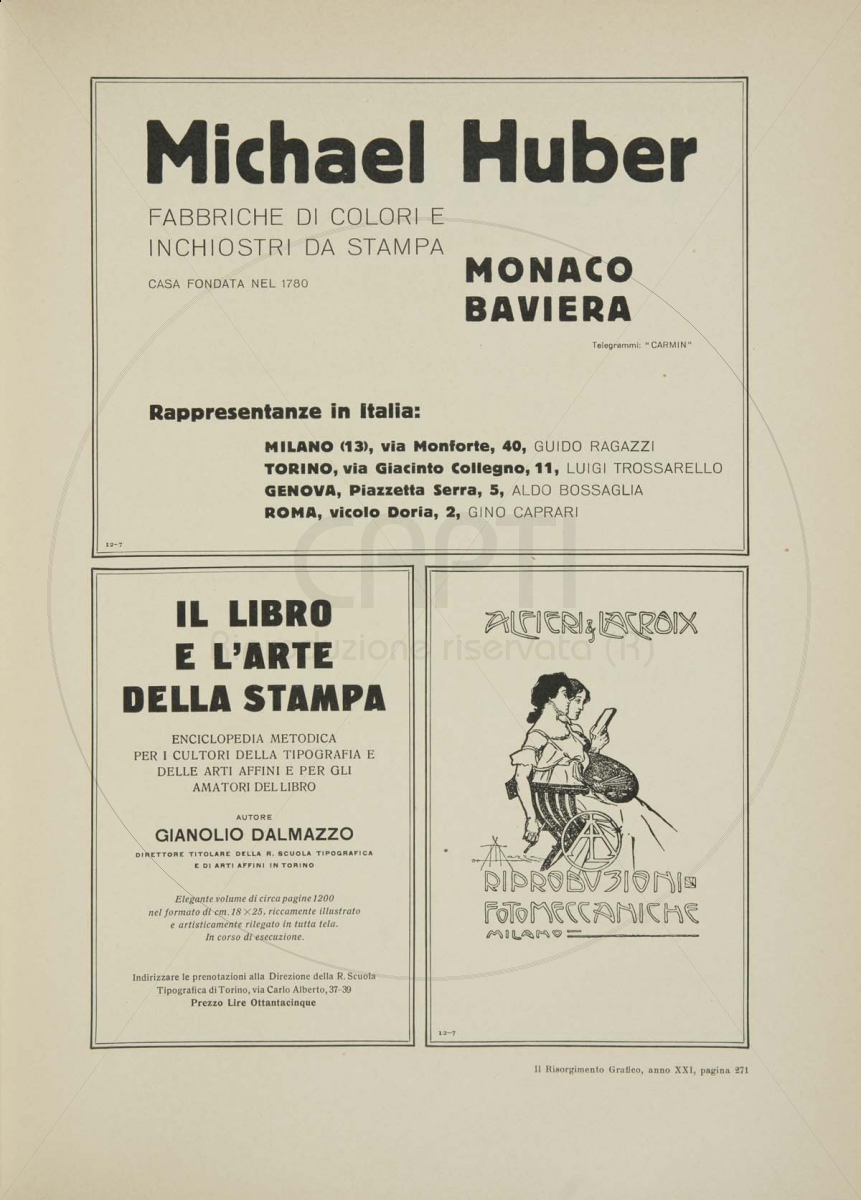 Michael Huber
FABBRICHE DI COLORI E
INCHIOSTRI DA STAMPA
CASA FONDATA NEL 1780
MONACO
BAVIERA
Telegrammi: "CARMIN"
Rappresentanze in Italia:
MILANO (13), via Monforte, 40, GUIDO RAGAZZI
TORINO, via Giacinto Collegno, 11, LUIGI TROSSARELLO
GENOVA, Piazzetta Serra, 5, ALDO BOSSAGLIA
ROMA, vicolo Doria, 2, GINO CAPRARI
12-7
CAPTI
Riproduzione riservata (R)
IL LIBRO
E L'ARTE
DELLA STAMPA
ENCICLOPEDIA METODICA
PER I CULTORI DELLA TIPOGRAFIA E
DELLE ARTI AFFINI E PER GLI
AMATORI DEL LIBRO
AUTORE
GIANOLIO DALMAZZO
DIRETTORE TITOLARE DELLA R. SCUOLA TIPOGRAFICA
E DI ARTI AFFINI IN TORINO
Elegante volume di circa pagine 1200
nel formato di cm. 18 × 25, riccamente illustrato
e artisticamente rilegato in tutta tela.
In corso di esecuzione.
Indirizzare le prenotazioni alla Direzione della R. Scuola
Tipografica di Torino, via Carlo Alberto, 37-39
Prezzo Lire Ottantacinque
ALFIERI & LACROIX
RIPRODUZIONI
FOTOMECCANICHE
MILANO
12-7
Il Risorgimento Grafico, anno XXI, pagina 271